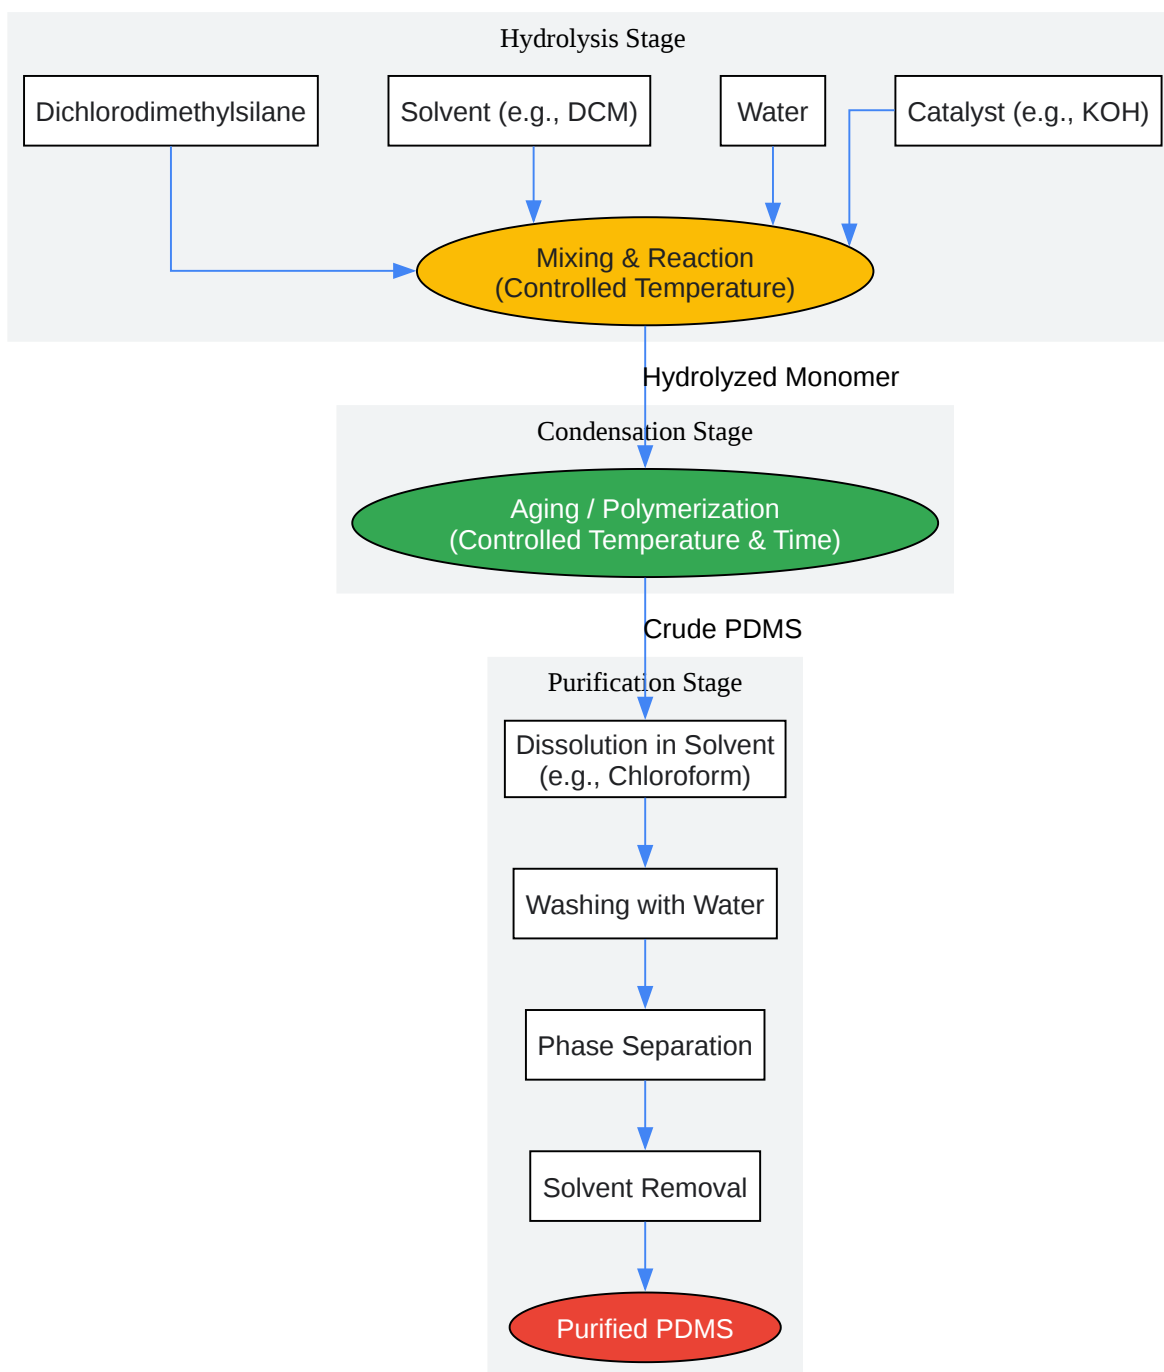 Hydrolysis Stage
Dichlorodimethylsilane
Solvent (e.g., DCM)
Water
Catalyst (e.g., KOH)
Mixing & Reaction
(Controlled Temperature)
Hydrolyzed Monomer
Condensation Stage
Aging / Polymerization
(Controlled Temperature & Time)
Crude PDMS
Purification Stage
Dissolution in Solvent
(e.g., Chloroform)
Washing with Water
Phase Separation
Solvent Removal
Purified PDMS